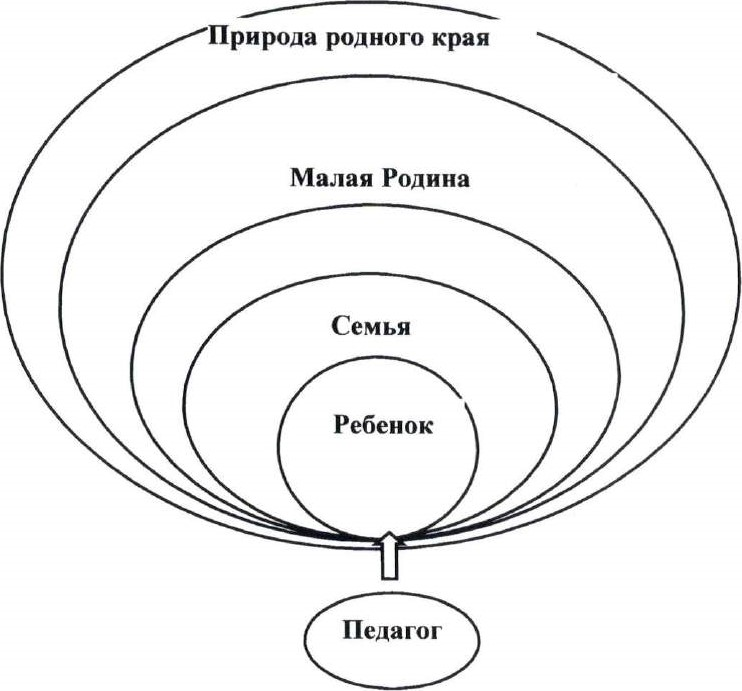 Природа родного края
Малая Родина
Семья
Ребенок
Педагог